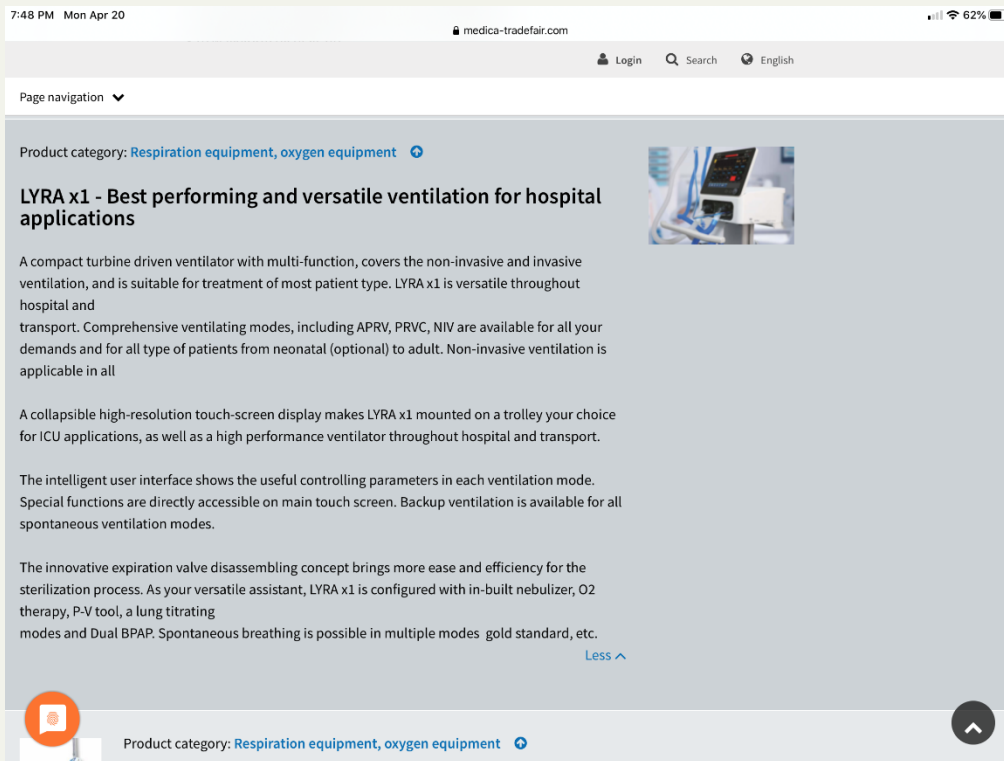 7:48 PM Mon Apr 20
62%
medica-tradefair.com
Login Search English
Page navigation
Product category: Respiration equipment, oxygen equipment
LYRA x1 - Best performing and versatile ventilation for hospital
applications
A compact turbine driven ventilator with multi-function, covers the non-invasive and invasive
ventilation, and is suitable for treatment of most patient type. LYRA x1 is versatile throughout
hospital and
transport. Comprehensive ventilating modes, including APRV, PRVC, NIV are available for all your
demands and for all type of patients from neonatal (optional) to adult. Non-invasive ventilation is
applicable in all
A collapsible high-resolution touch-screen display makes LYRA x1 mounted on a trolley your choice
for ICU applications, as well as a high performance ventilator throughout hospital and transport.
The intelligent user interface shows the useful controlling parameters in each ventilation mode.
Special functions are directly accessible on main touch screen. Backup ventilation is available for all
spontaneous ventilation modes.
The innovative expiration valve disassembling concept brings more ease and efficiency for the
sterilization process. As your versatile assistant, LYRA x1 is configured with in-built nebulizer, O2
therapy, P-V tool, a lung titrating
modes and Dual BPAP. Spontaneous breathing is possible in multiple modes gold standard, etc.
Less
Product category: Respiration equipment, oxygen equipment